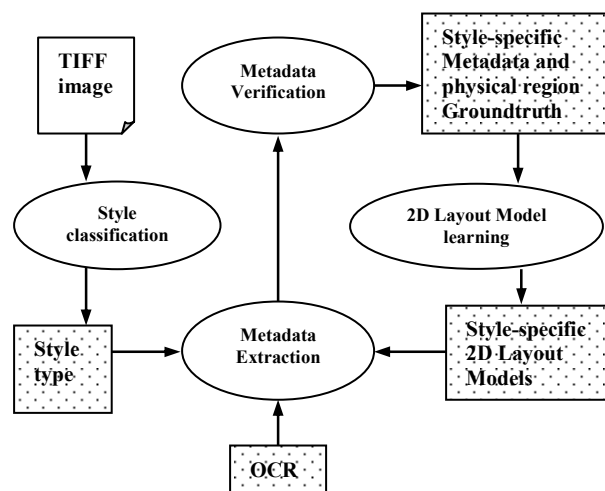 TIFF
image
Metadata
Verification
Style-specific
Metadata and
physical region
Groundtruth
Style
classification
2D Layout Model
learning
Style
type
Metadata
Extraction
Style-specific
2D Layout
Models
OCR